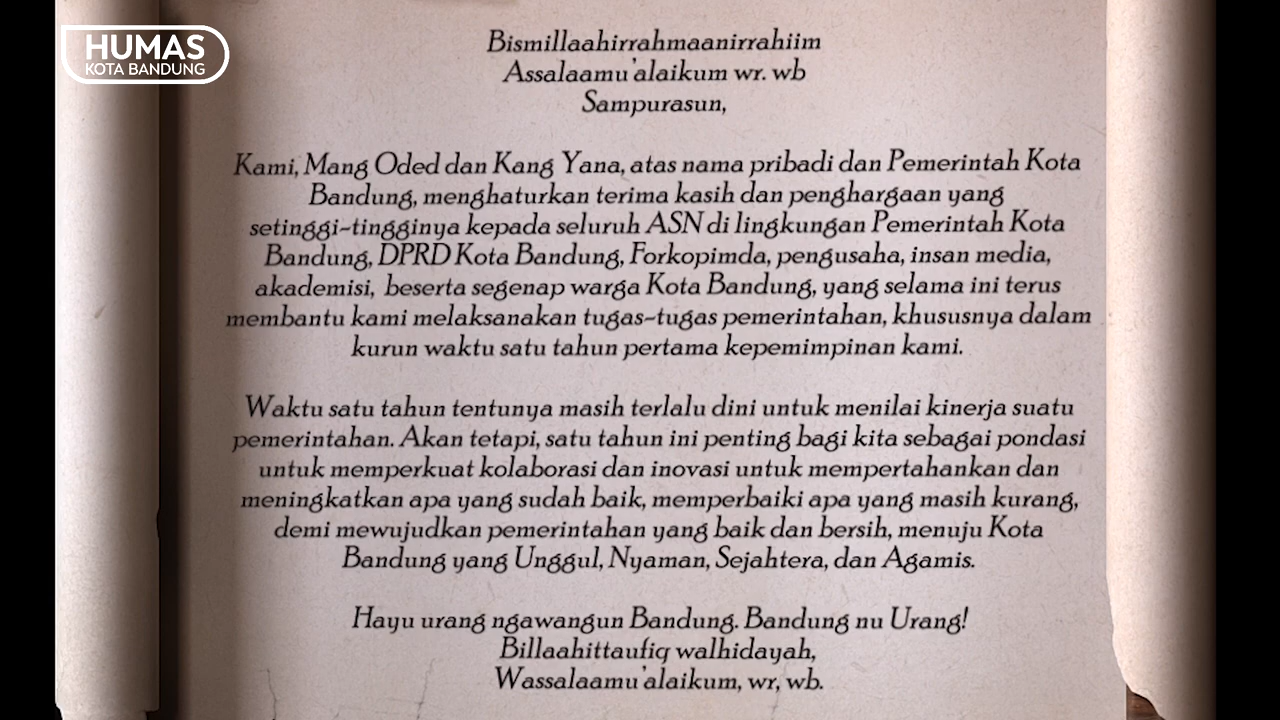 HUMAS
KOTA BANDUNG
Bismillaahirrahmaanirrahiim
Assalaamu'alaikum wr. wb
Sampurasun,
Kami, Mang Oded dan Kang Yana, atas nama pribadi dan Pemerintah Kota
Bandung, menghaturkan terima kasih dan penghargaan yang
setinggi-tingginya kepada seluruh ASN di lingkungan Pemerintah Kota
Bandung, DPRD Kota Bandung, Forkopimda, pengusaha, insan media,
akademisi, beserta segenap warga Kota Bandung, yang selama ini terus
membantu kami melaksanakan tugas-tugas pemerintahan, khususnya dalam
kurun waktu satu tahun pertama kepemimpinan kami.
Waktu satu tahun tentunya masih terlalu dini untuk menilai kinerja suatu
pemerintahan. Akan tetapi, satu tahun ini penting bagi kita sebagai pondasi
untuk memperkuat kolaborasi dan inovasi untuk mempertahankan dan
meningkatkan apa yang sudah baik, memperbaiki apa yang masih kurang,
demi mewujudkan pemerintahan yang baik dan bersih, menuju Kota
Bandung yang Unggul, Nyaman, Sejahtera, dan Agamis.
Hayu urang ngawangun Bandung. Bandung nu Urang!
Billaahittaufiq walhidayah,
Wassalaamu'alaikum, wr, wb.